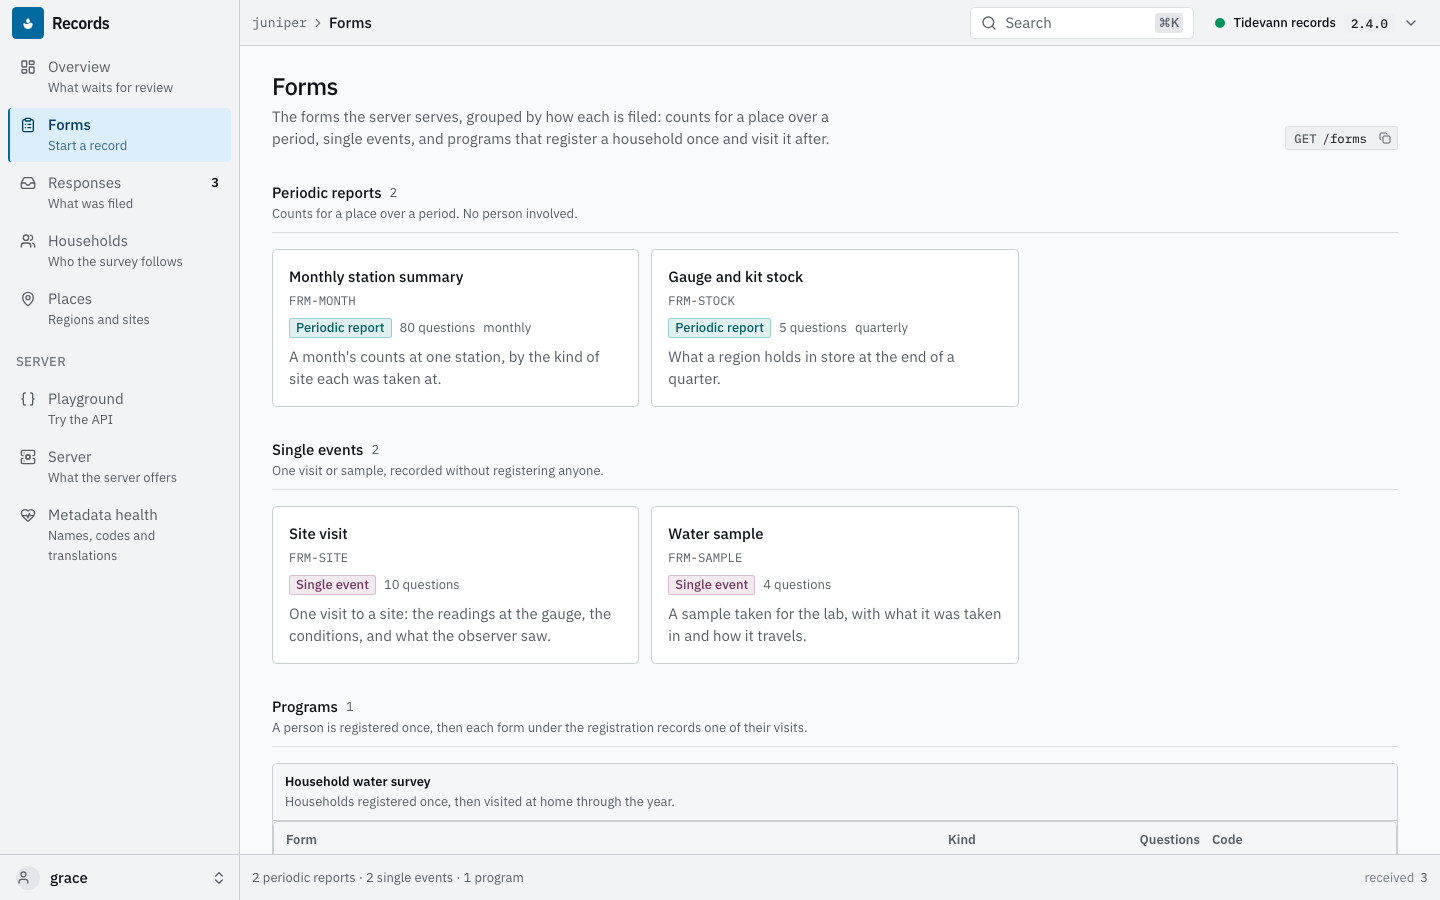 Records
juniper
Forms
Search
⌘K
Tidevann records
2.4.0
Overview
What waits for review
Forms
Start a record
Responses
3
What was filed
Households
Who the survey follows
Places
Regions and sites
SERVER
Playground
Try the API
Server
What the server offers
Metadata health
Names, codes and
translations
grace
Forms
The forms the server serves, grouped by how each is filed: counts for a place over a
period, single events, and programs that register a household once and visit it after.
GET /forms
Periodic reports 2
Counts for a place over a period. No person involved.
Monthly station summary
FRM-MONTH
Periodic report 80 questions monthly
A month's counts at one station, by the kind of
site each was taken at.
Gauge and kit stock
FRM-STOCK
Periodic report 5 questions quarterly
What a region holds in store at the end of a
quarter.
Single events 2
One visit or sample, recorded without registering anyone.
Site visit
FRM-SITE
Single event 10 questions
One visit to a site: the readings at the gauge, the
conditions, and what the observer saw.
Water sample
FRM-SAMPLE
Single event 4 questions
A sample taken for the lab, with what it was taken
in and how it travels.
Programs 1
A person is registered once, then each form under the registration records one of their visits.
Household water survey
Households registered once, then visited at home through the year.
Form Kind Questions Code
2 periodic reports · 2 single events · 1 program
received 3